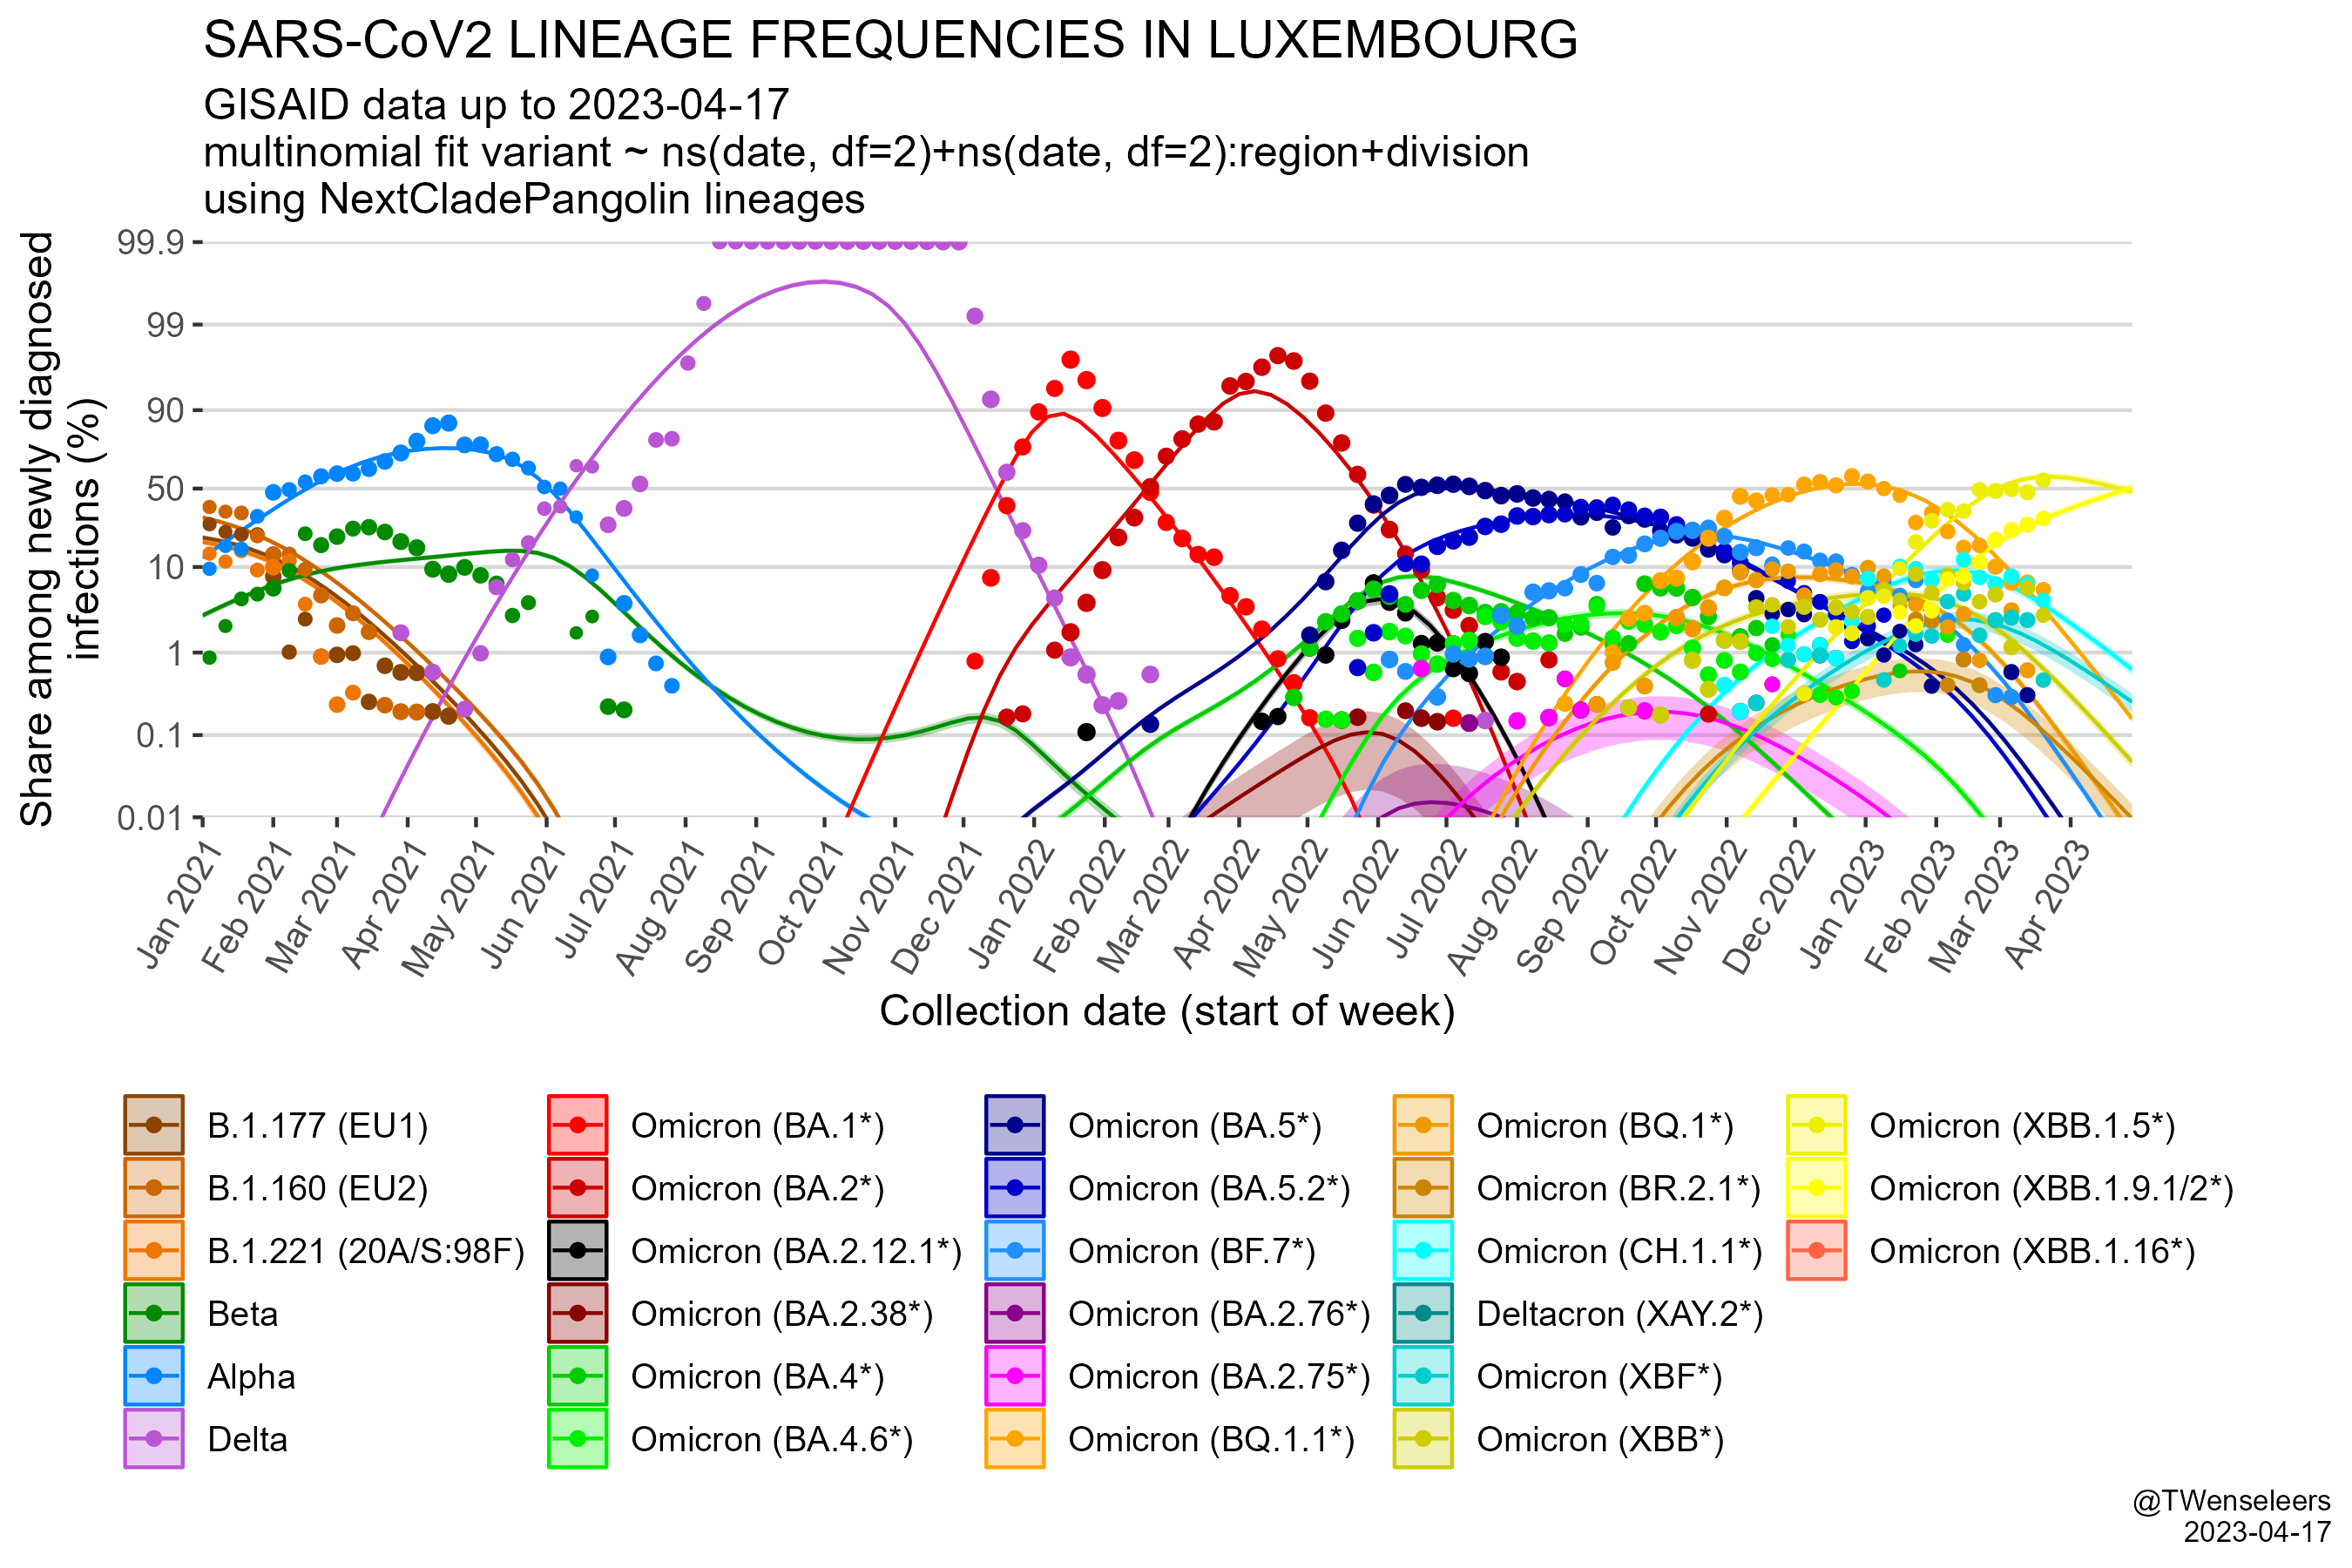 SARS-CoV2 LINEAGE FREQUENCIES IN LUXEMBOURG
GISAID data up to 2023-04-17
multinomial fit variant ~ ns(date, df=2)+ns(date, df=2):region+division
using NextCladePangolin lineages
Share among newly diagnosed
infections (%)
99.9
99
90
50
10
1
0.1
0.01
Jan 2021
Feb 2021
Mar 2021
Apr 2021
May 2021
Jun 2021
Jul 2021
Aug 2021
Sep 2021
Oct 2021
Nov 2021
Dec 2021
Jan 2022
Feb 2022
Mar 2022
Apr 2022
May 2022
Jun 2022
Jul 2022
Aug 2022
Sep 2022
Oct 2022
Nov 2022
Dec 2022
Jan 2023
Feb 2023
Mar 2023
Apr 2023
Collection date (start of week)
B.1.177 (EU1)
B.1.160 (EU2)
B.1.221 (20A/S:98F)
Beta
Alpha
Delta
Omicron (BA.1*)
Omicron (BA.2*)
Omicron (BA.2.12.1*)
Omicron (BA.2.38*)
Omicron (BA.4*)
Omicron (BA.4.6*)
Omicron (BA.5*)
Omicron (BA.5.2*)
Omicron (BF.7*)
Omicron (BA.2.76*)
Omicron (BA.2.75*)
Omicron (BQ.1.1*)
Omicron (BQ.1*)
Omicron (BR.2.1*)
Omicron (CH.1.1*)
Deltacron (XAY.2*)
Omicron (XBF*)
Omicron (XBB*)
Omicron (XBB.1.5*)
Omicron (XBB.1.9.1/2*)
Omicron (XBB.1.16*)
@TWenseleers
2023-04-17